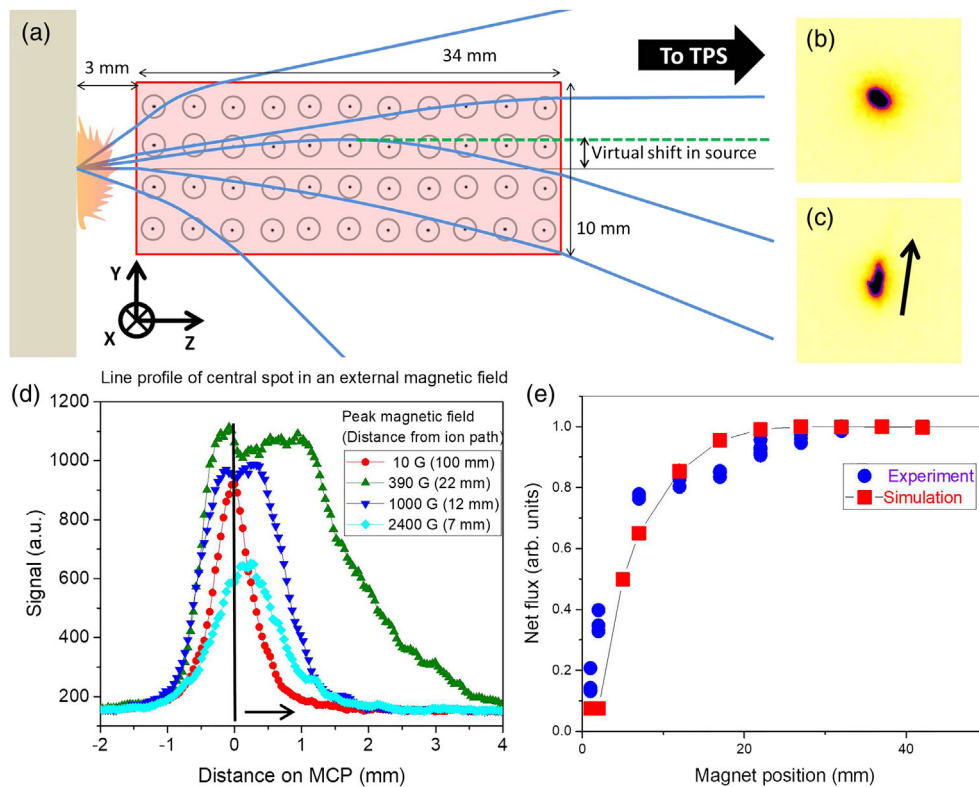 (a)
3 mm
34 mm
To TPS
Virtual shift in source
10 mm
Y
X
Z
(b)
(c)
(d)
Line profile of central spot in an external magnetic field
Peak magnetic field
(Distance from ion path)
10 G (100 mm)
390 G (22 mm)
1000 G (12 mm)
2400 G (7 mm)
1200
1000
800
600
400
200
Signal (a.u.)
-2 -1 0 1 2 3 4
Distance on MCP (mm)
(e)
1.0
0.8
0.6
0.4
0.2
0.0
Net flux (arb. units)
Experiment
Simulation
0 20 40
Magnet position (mm)